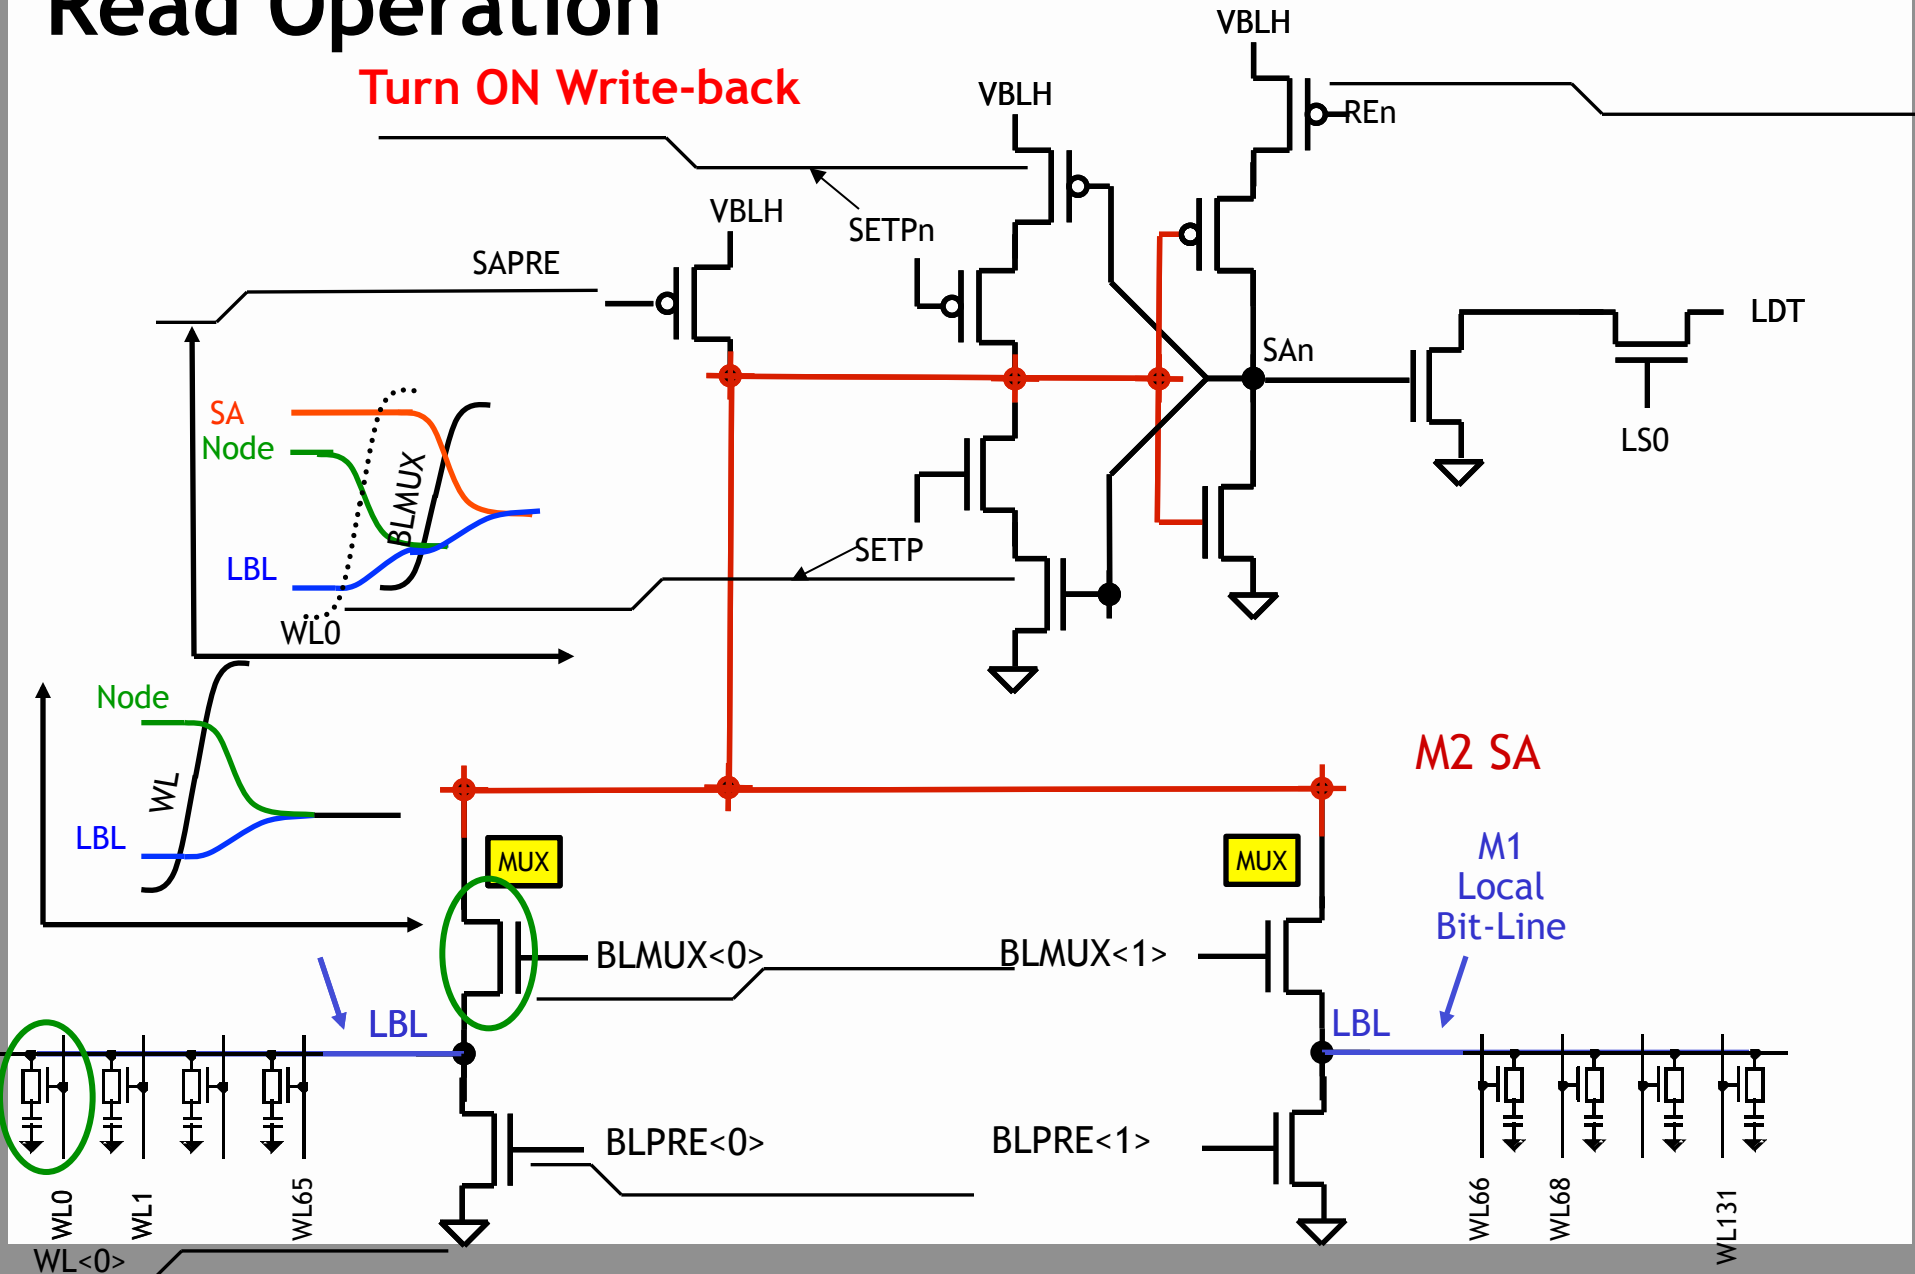 Read Operation
Turn ON Write-back
VBLH
VBLH
REn
VBLH
SETPn
SAPRE
LDT
SAn
SA
Node
BLMUX
LS0
LBL
SETP
WL0
Node
WL
LBL
M2 SA
MUX
MUX
M1
Local
Bit-Line
BLMUX<0>
BLMUX<1>
LBL
LBL
BLPRE<0>
BLPRE<1>
WL0
WL1
WL65
WL66
WL68
WL131
WL<0>